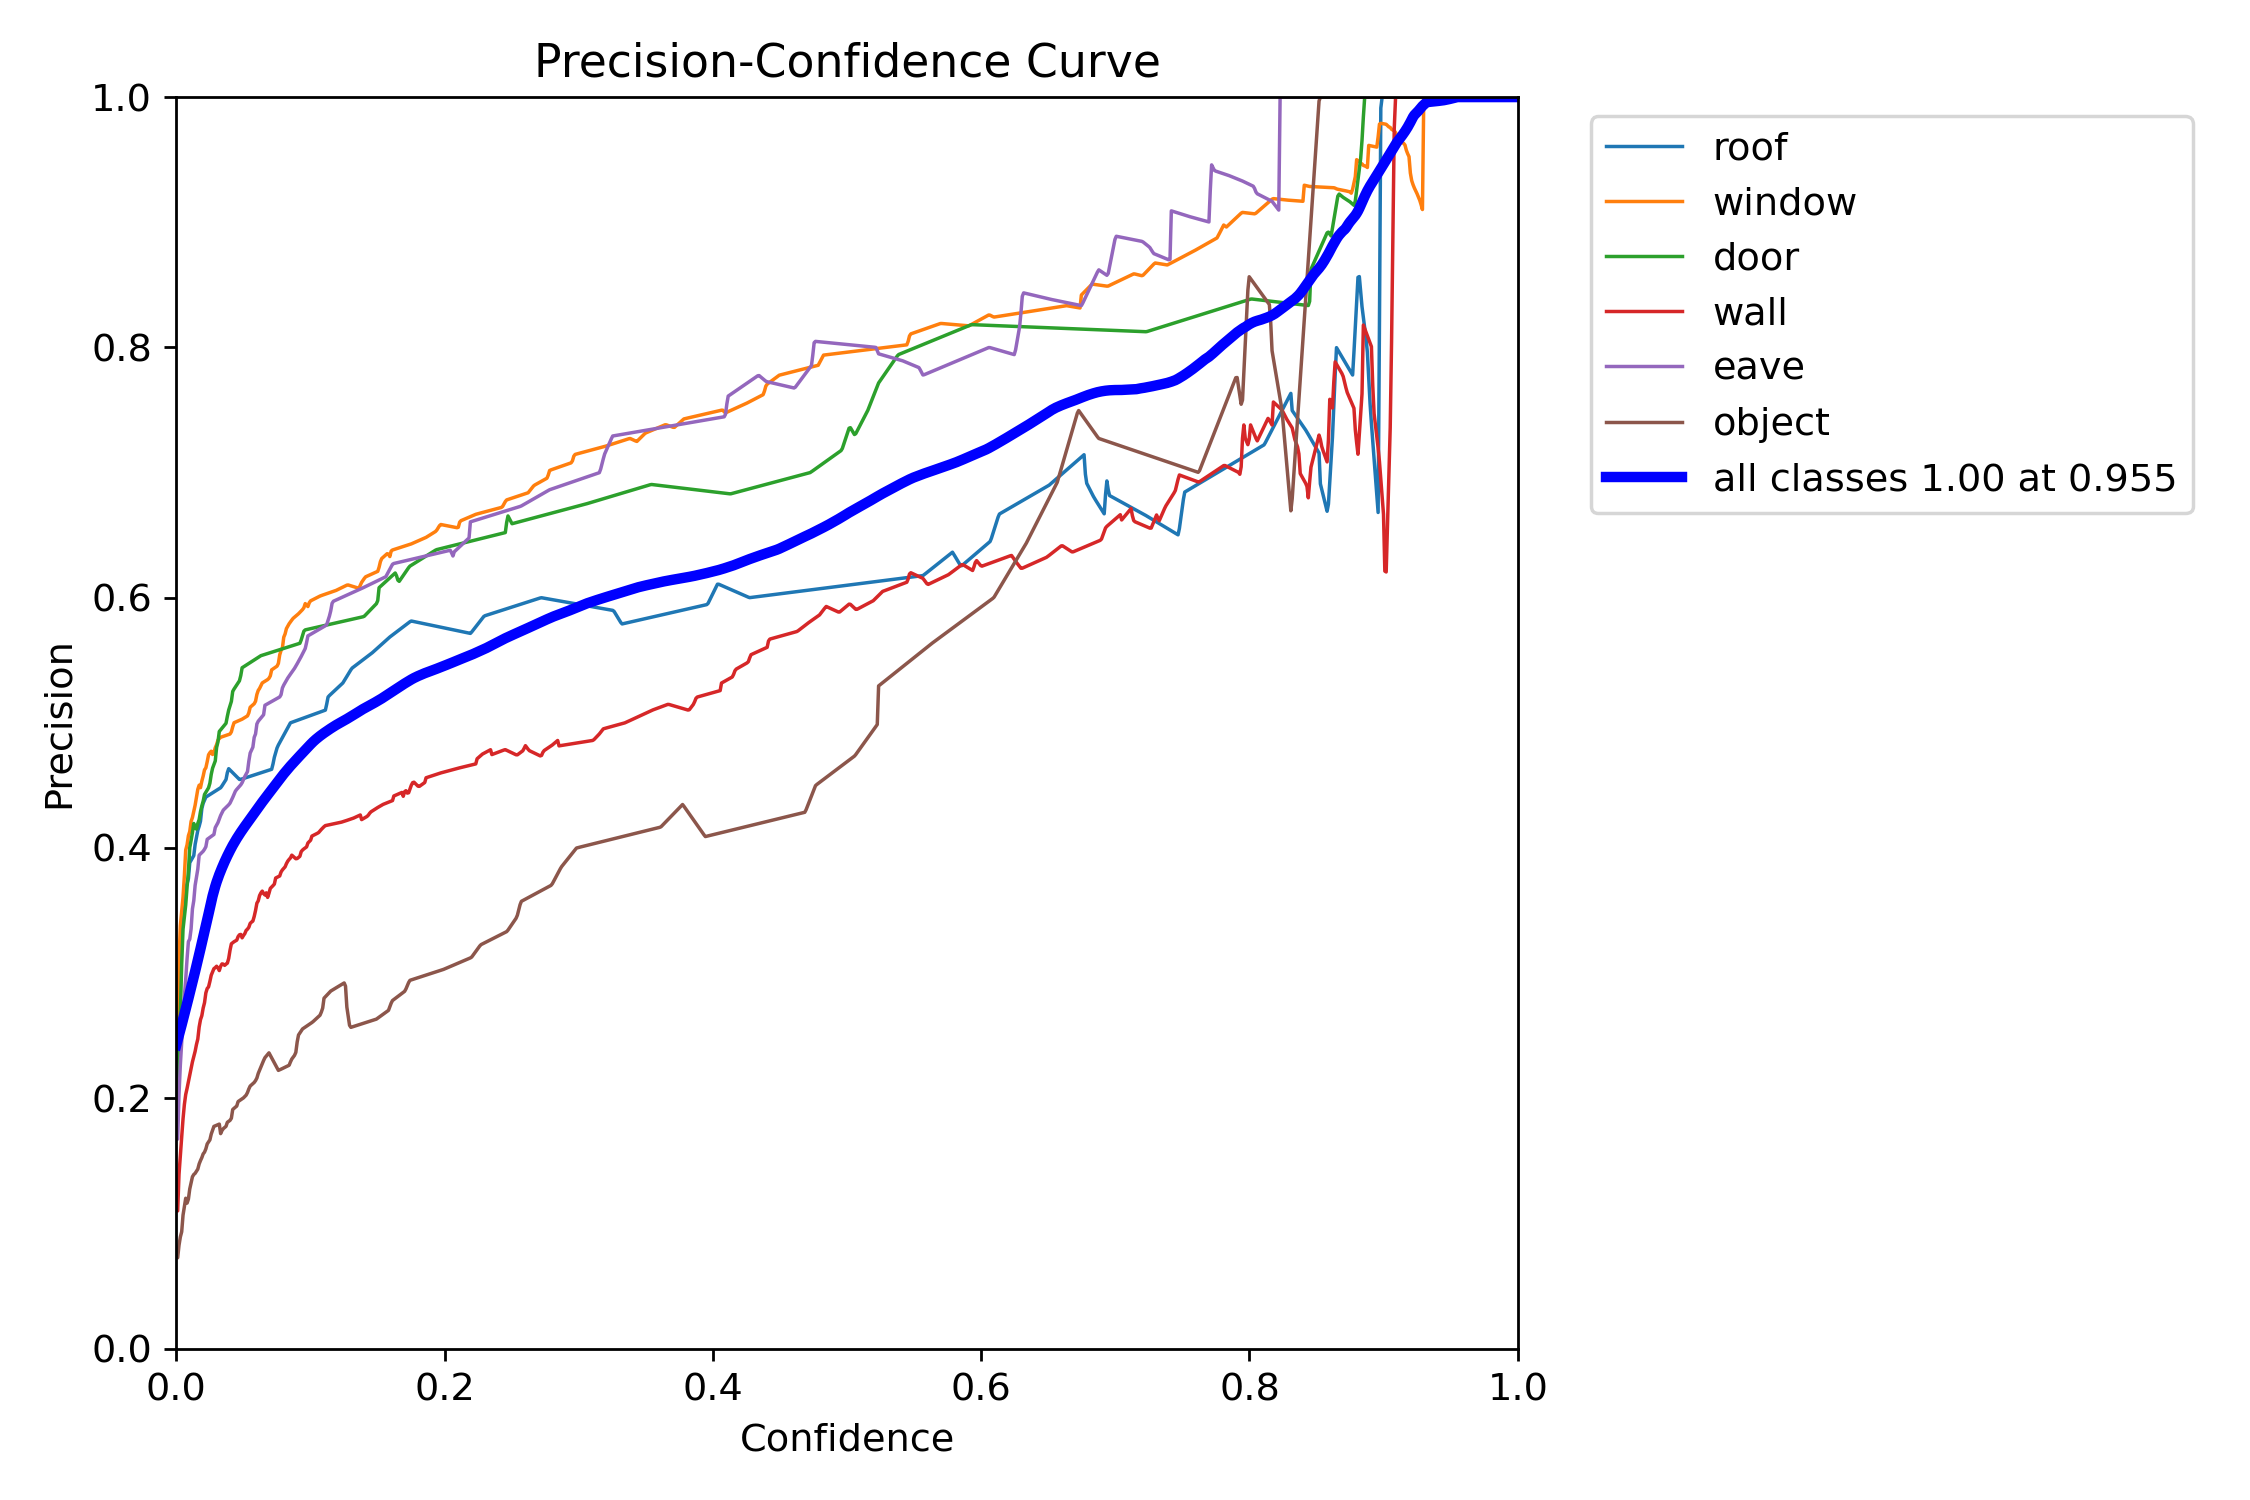 Precision-Confidence Curve
1.0
0.8
0.6
0.4
0.2
0.0
Precision
0.0 0.2 0.4 0.6 0.8 1.0
Confidence
roof
window
door
wall
eave
object
all classes 1.00 at 0.955